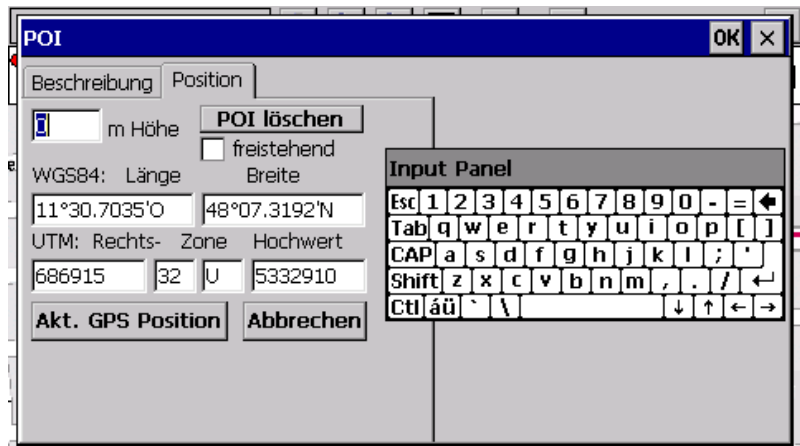 POI OK ×
Beschreibung Position
0 m Höhe POI löschen
freistehend
WGS84: Länge Breite
11°30.7035'O 48°07.3192'N
UTM: Rechts- Zone Hochwert
686915 32 U 5332910
Akt. GPS Position Abbrechen
Input Panel
Esc 1 2 3 4 5 6 7 8 9 0 - =
Tab q w e r t y u i o p [ ]
CAP a s d f g h j k l ; '
Shift z x c v b n m , . /
Ctl áü ` \ ↓ ↑ ← →